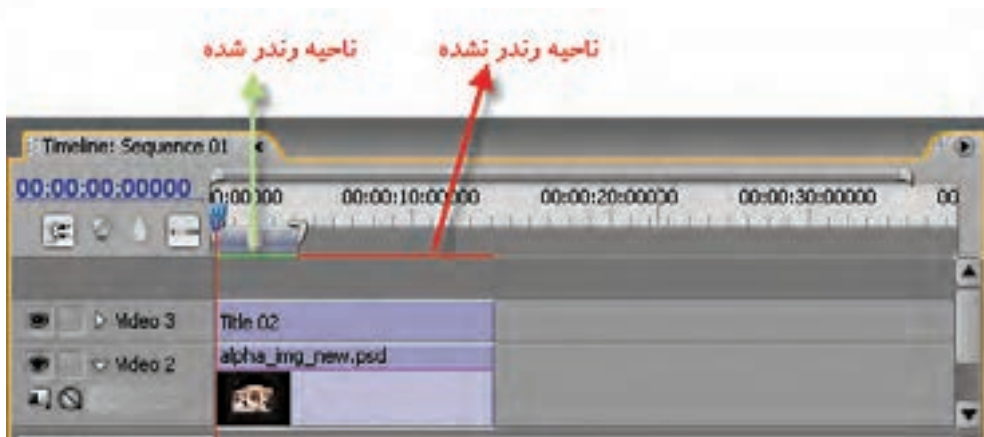 ناحیه رندر شده ناحیه رندر نشده
Timeline: Sequence 01
00:00:00:00000 00:00:10:00000 00:00:20:00000 00:00:30:00000 00
Video 3 Title 02
Video 2 alpha_img_new.psd